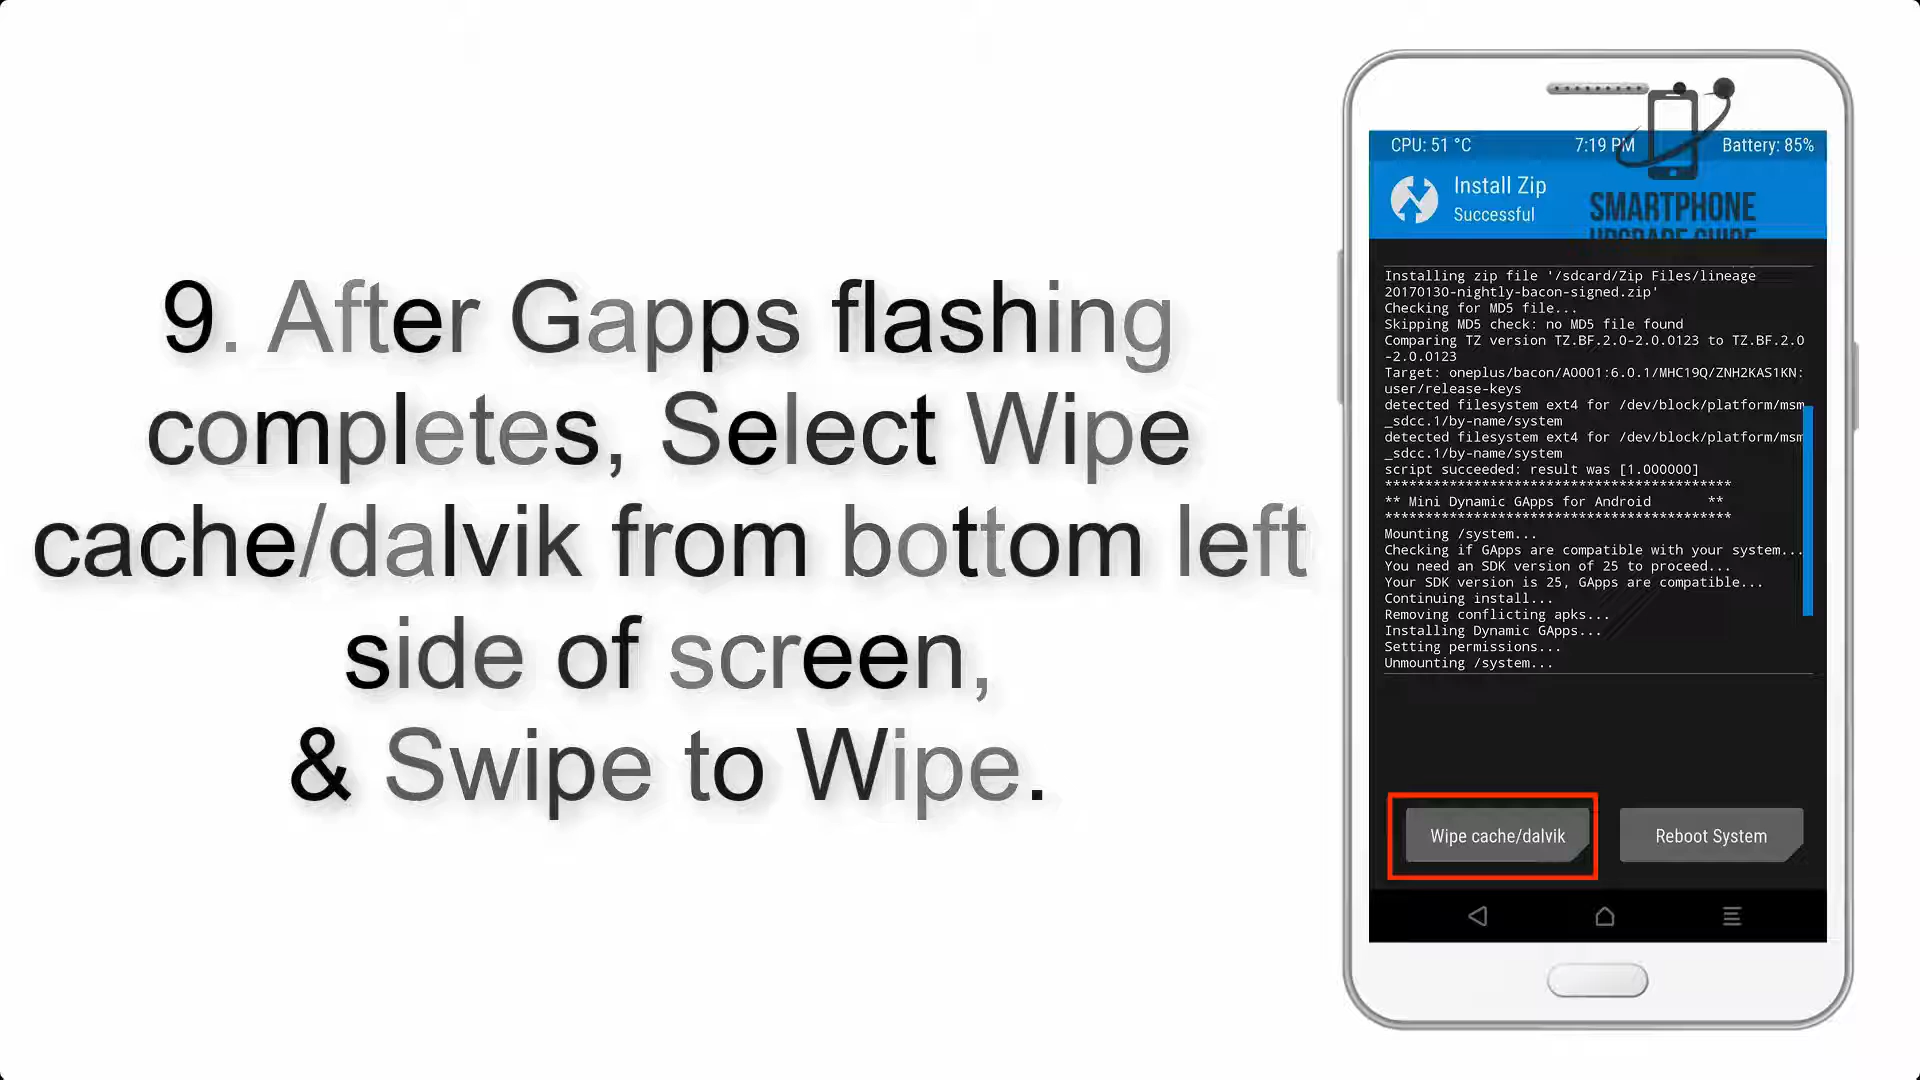 9. After Gapps flashing
completes, Select Wipe
cache/dalvik from bottom left
side of screen,
& Swipe to Wipe.
CPU: 51 °C 7:19 PM Battery: 85%
Install Zip
Successful
SMARTPHONE
UPGRADE GUIDE
Installing zip file '/sdcard/Zip Files/lineage
20170130-nightly-bacon-signed.zip'
Checking for MD5 file...
Skipping MD5 check: no MD5 file found
Comparing TZ version TZ.BF.2.0-2.0.0123 to TZ.BF.2.0
-2.0.0123
Target: oneplus/bacon/A0001:6.0.1/MHC19Q/ZNH2KAS1KN:
user/release-keys
detected filesystem ext4 for /dev/block/platform/msm
_sdcc.1/by-name/system
detected filesystem ext4 for /dev/block/platform/msm
_sdcc.1/by-name/system
script succeeded: result was [1.000000]
******************************************
** Mini Dynamic GApps for Android **
******************************************
Mounting /system...
Checking if GApps are compatible with your system...
You need an SDK version of 25 to proceed...
Your SDK version is 25, GApps are compatible...
Continuing install...
Removing conflicting apks...
Installing Dynamic GApps...
Setting permissions...
Unmounting /system...
Wipe cache/dalvik Reboot System